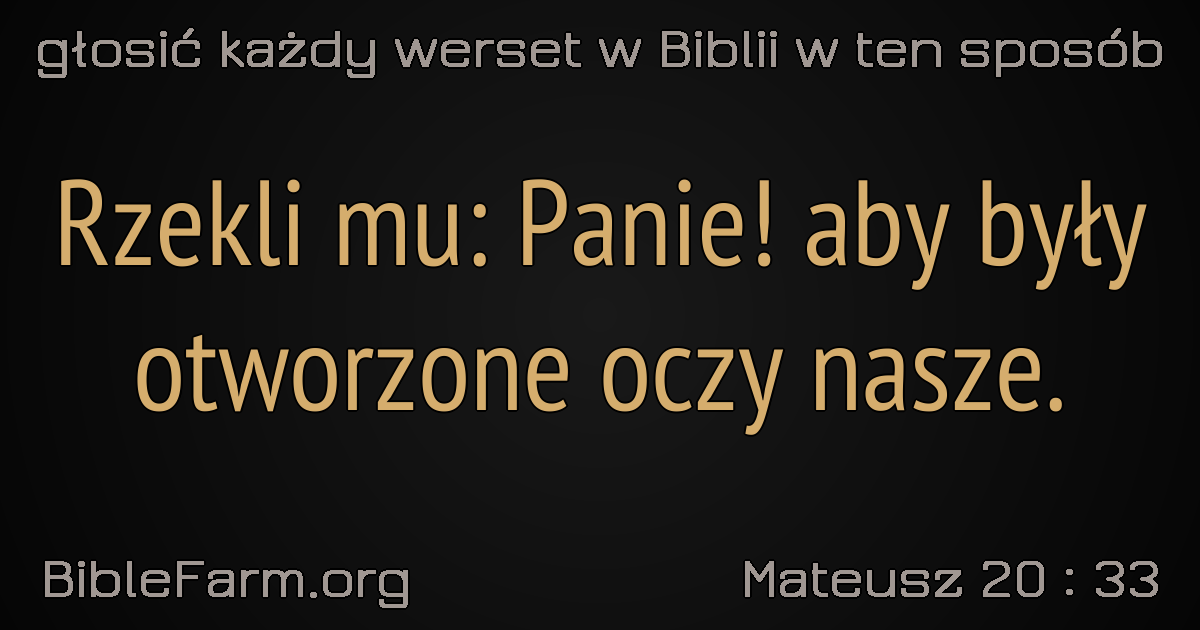 głosić każdy werset w Biblii w ten sposób
Rzekli mu: Panie! aby były
otworzone oczy nasze.
BibleFarm.org
Mateusz 20 : 33